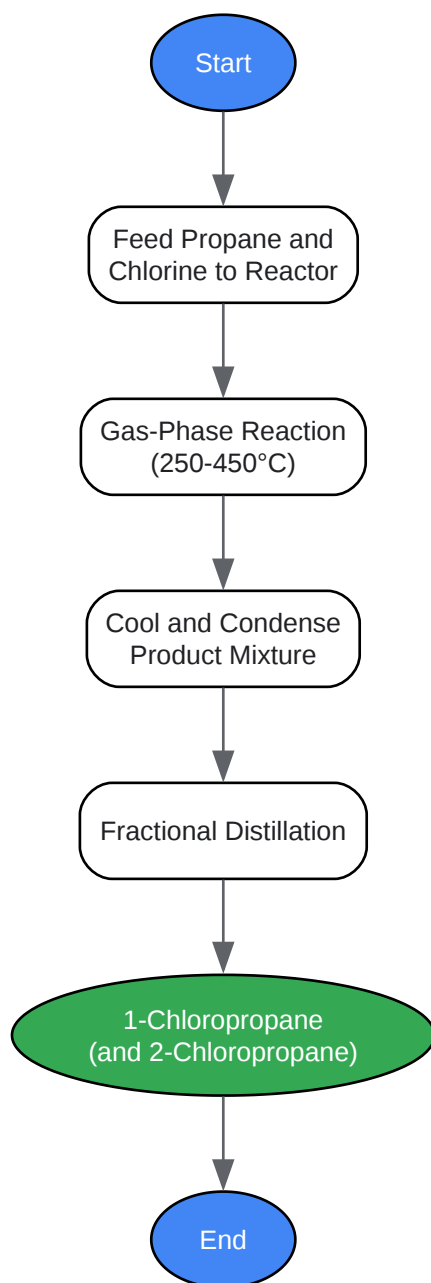 Start
Feed Propane and
Chlorine to Reactor
Gas-Phase Reaction
(250-450°C)
Cool and Condense
Product Mixture
Fractional Distillation
1-Chloropropane
(and 2-Chloropropane)
End